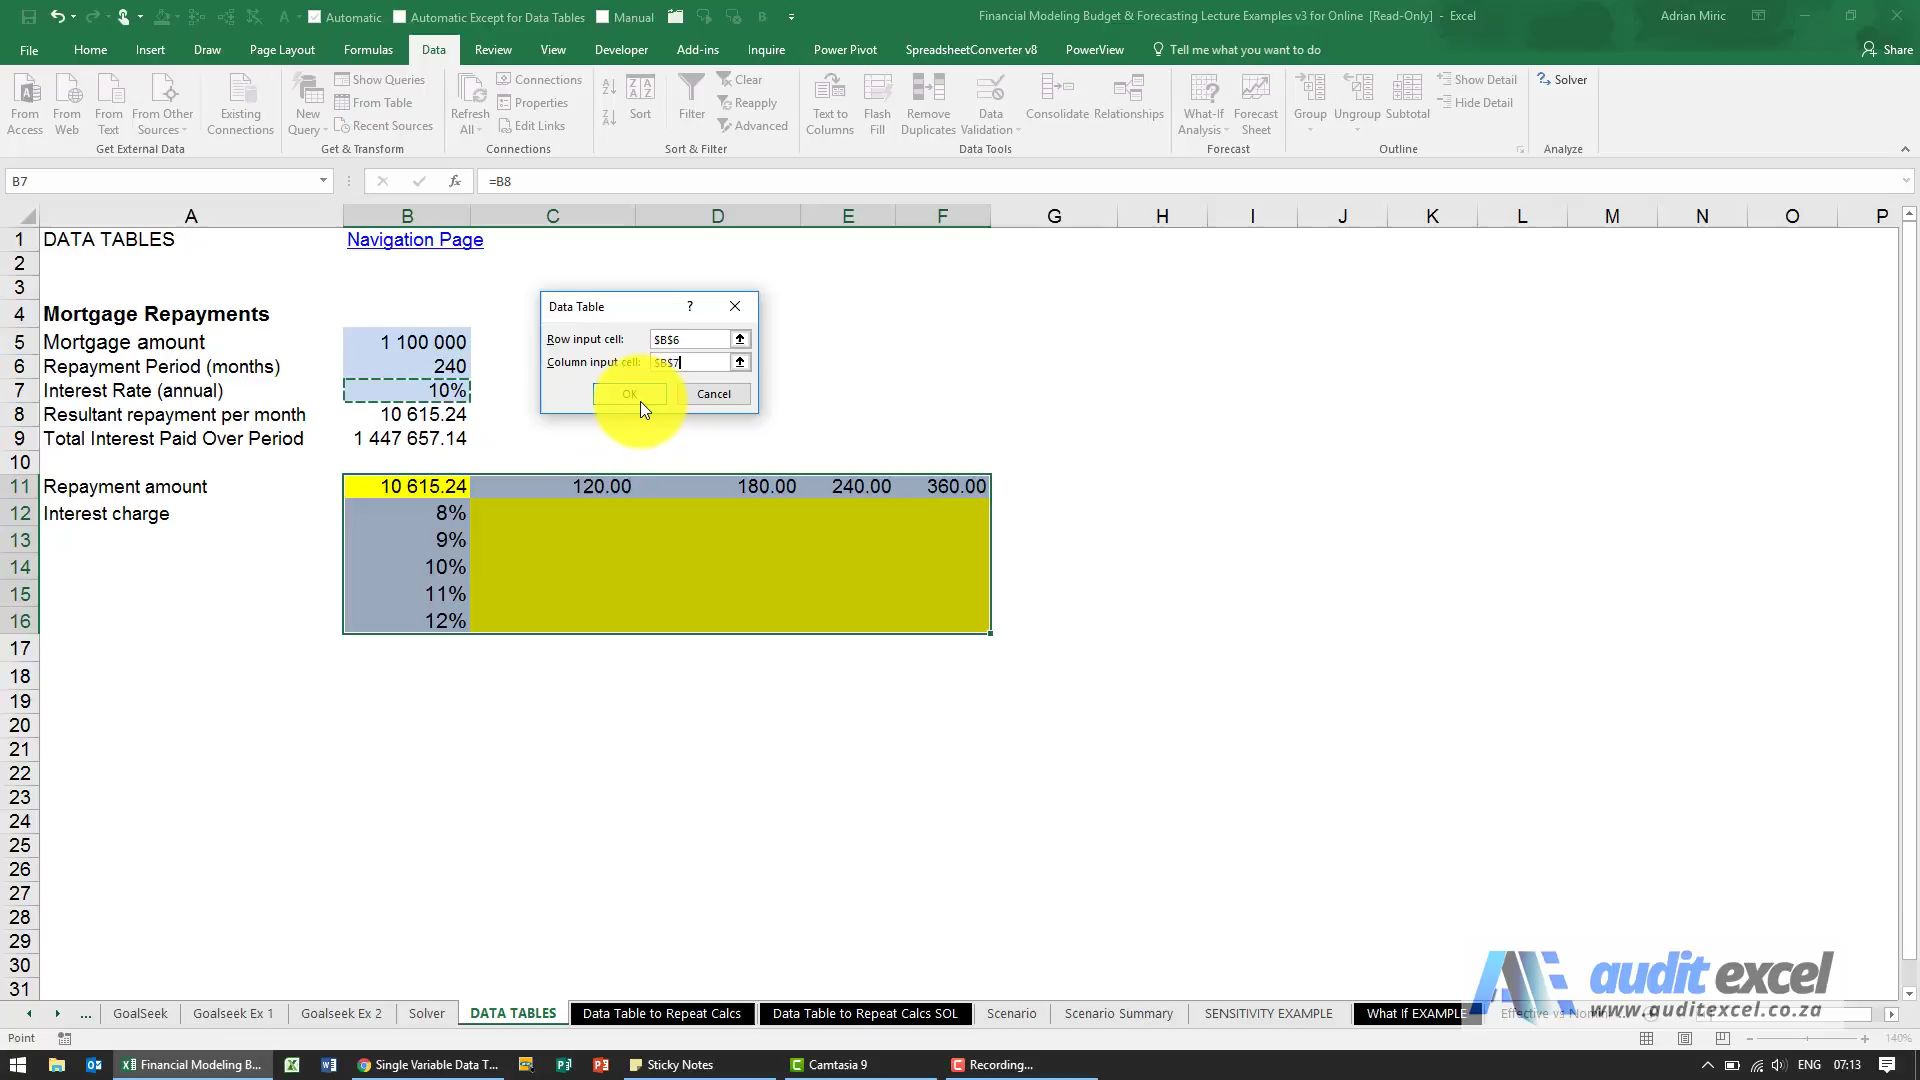 Automatic Automatic Except for Data Tables Manual
Financial Modeling Budget & Forecasting Lecture Examples v3 for Online [Read-Only] - Excel
Adrian Miric
File Home Insert Draw Page Layout Formulas Data Review View Developer Add-ins Inquire Power Pivot SpreadsheetConverter v8 PowerView Tell me what you want to do Share
From Access
From Web
From Text
From Other Sources
Existing Connections
Get External Data
New Query
Show Queries
From Table
Recent Sources
Get & Transform
Refresh All
Connections
Properties
Edit Links
Connections
Sort
Filter
Clear
Reapply
Advanced
Sort & Filter
Text to Columns
Flash Fill
Remove Duplicates
Data Validation
Consolidate
Relationships
Data Tools
What-If Analysis
Forecast Sheet
Forecast
Group
Ungroup
Subtotal
Show Detail
Hide Detail
Outline
Solver
Analyze
B7 fx =B8
A B C D E F G H I J K L M N O P
1 DATA TABLES Navigation Page
2
3
4 Mortgage Repayments
5 Mortgage amount 1 100 000
6 Repayment Period (months) 240
7 Interest Rate (annual) 10%
8 Resultant repayment per month 10 615.24
9 Total Interest Paid Over Period 1 447 657.14
10
11 Repayment amount 10 615.24 120.00 180.00 240.00 360.00
12 Interest charge 8%
13 9%
14 10%
15 11%
16 12%
17
18
19
20
21
22
23
24
25
26
27
28
29
30
31
Data Table ?
Row input cell: $B$6
Column input cell: $B$7
OK Cancel
audit excel
www.auditexcel.co.za
... GoalSeek Goalseek Ex 1 Goalseek Ex 2 Solver DATA TABLES Data Table to Repeat Calcs Data Table to Repeat Calcs SOL Scenario Scenario Summary SENSITIVITY EXAMPLE What If EXAMPLE Effective vs
Point 140%
Financial Modeling B... Single Variable Data T... Sticky Notes Camtasia 9 Recording... ENG 07:13